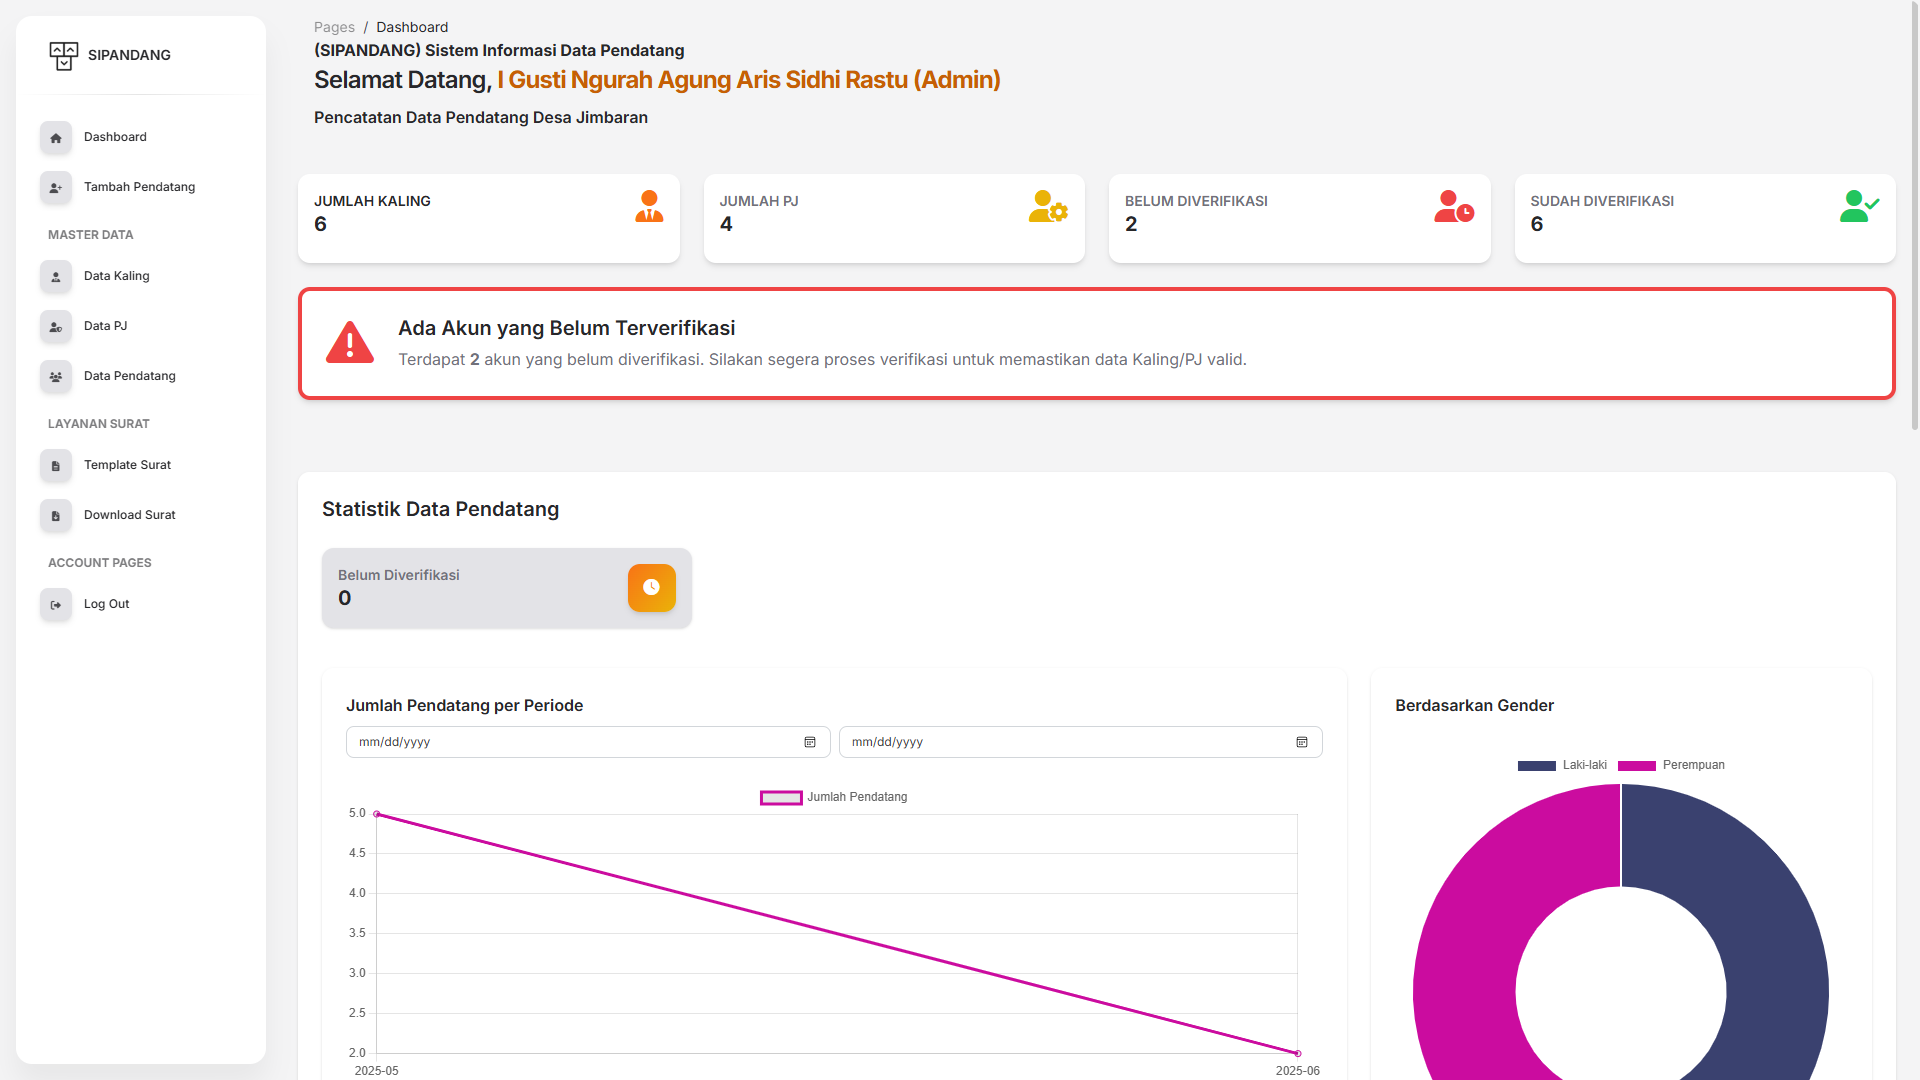 SIPANDANG
Dashboard
Tambah Pendatang
MASTER DATA
Data Kaling
Data PJ
Data Pendatang
LAYANAN SURAT
Template Surat
Download Surat
ACCOUNT PAGES
Log Out
Pages / Dashboard
(SIPANDANG) Sistem Informasi Data Pendatang
Selamat Datang, I Gusti Ngurah Agung Aris Sidhi Rastu (Admin)
Pencatatan Data Pendatang Desa Jimbaran
JUMLAH KALING
6
JUMLAH PJ
4
BELUM DIVERIFIKASI
2
SUDAH DIVERIFIKASI
6
Ada Akun yang Belum Terverifikasi
Terdapat 2 akun yang belum diverifikasi. Silakan segera proses verifikasi untuk memastikan data Kaling/PJ valid.
Statistik Data Pendatang
Belum Diverifikasi
0
Jumlah Pendatang per Periode
mm/dd/yyyy
mm/dd/yyyy
Jumlah Pendatang
5.0
4.5
4.0
3.5
3.0
2.5
2.0
2025-05
2025-06
Berdasarkan Gender
Laki-laki
Perempuan